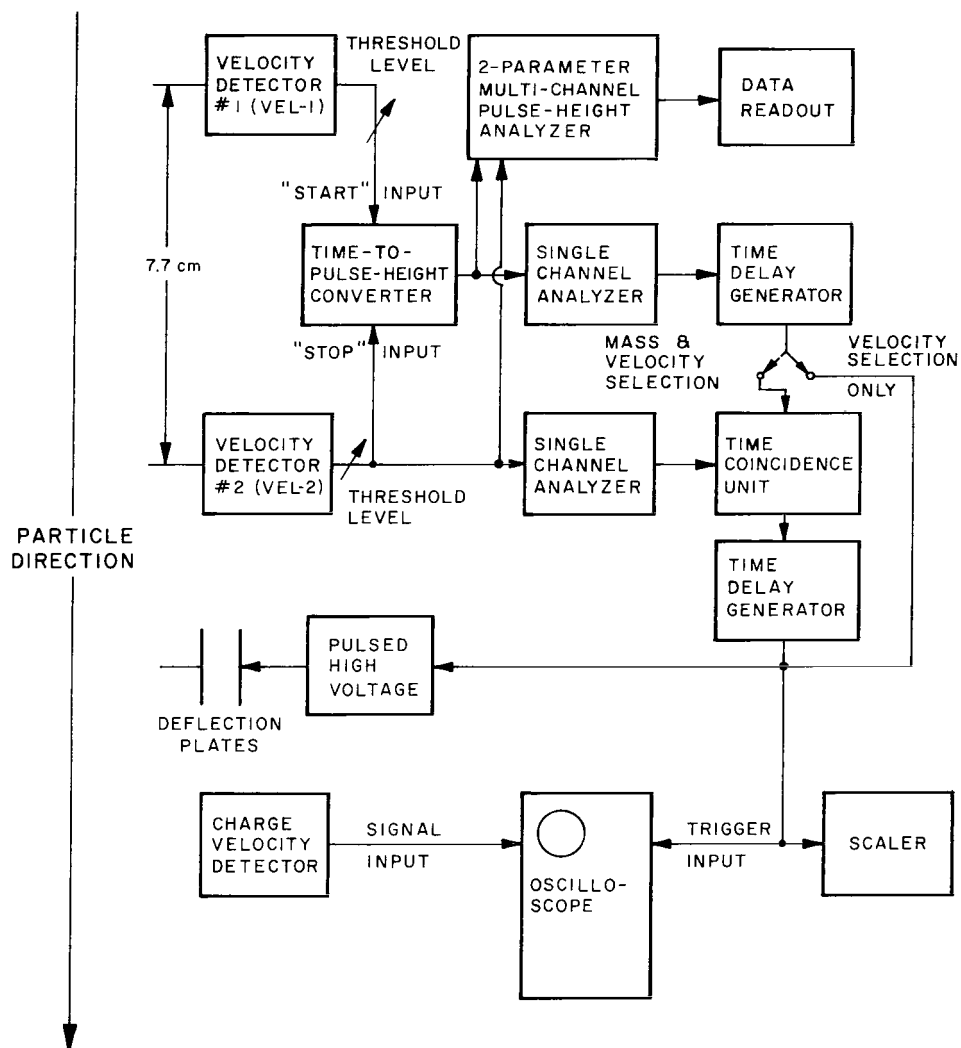 VELOCITY
DETECTOR
#1 (VEL-1)
THRESHOLD
LEVEL
2-PARAMETER
MULTI-CHANNEL
PULSE-HEIGHT
ANALYZER
DATA
READOUT
"START" INPUT
7.7 cm
TIME-TO-
PULSE-HEIGHT
CONVERTER
SINGLE
CHANNEL
ANALYZER
TIME
DELAY
GENERATOR
"STOP" INPUT
MASS &
VELOCITY
SELECTION
VELOCITY
SELECTION
ONLY
VELOCITY
DETECTOR
#2 (VEL-2)
THRESHOLD
LEVEL
SINGLE
CHANNEL
ANALYZER
TIME
COINCIDENCE
UNIT
PARTICLE
DIRECTION
TIME
DELAY
GENERATOR
PULSED
HIGH
VOLTAGE
DEFLECTION
PLATES
CHARGE
VELOCITY
DETECTOR
SIGNAL
INPUT
OSCILLO-
SCOPE
TRIGGER
INPUT
SCALER